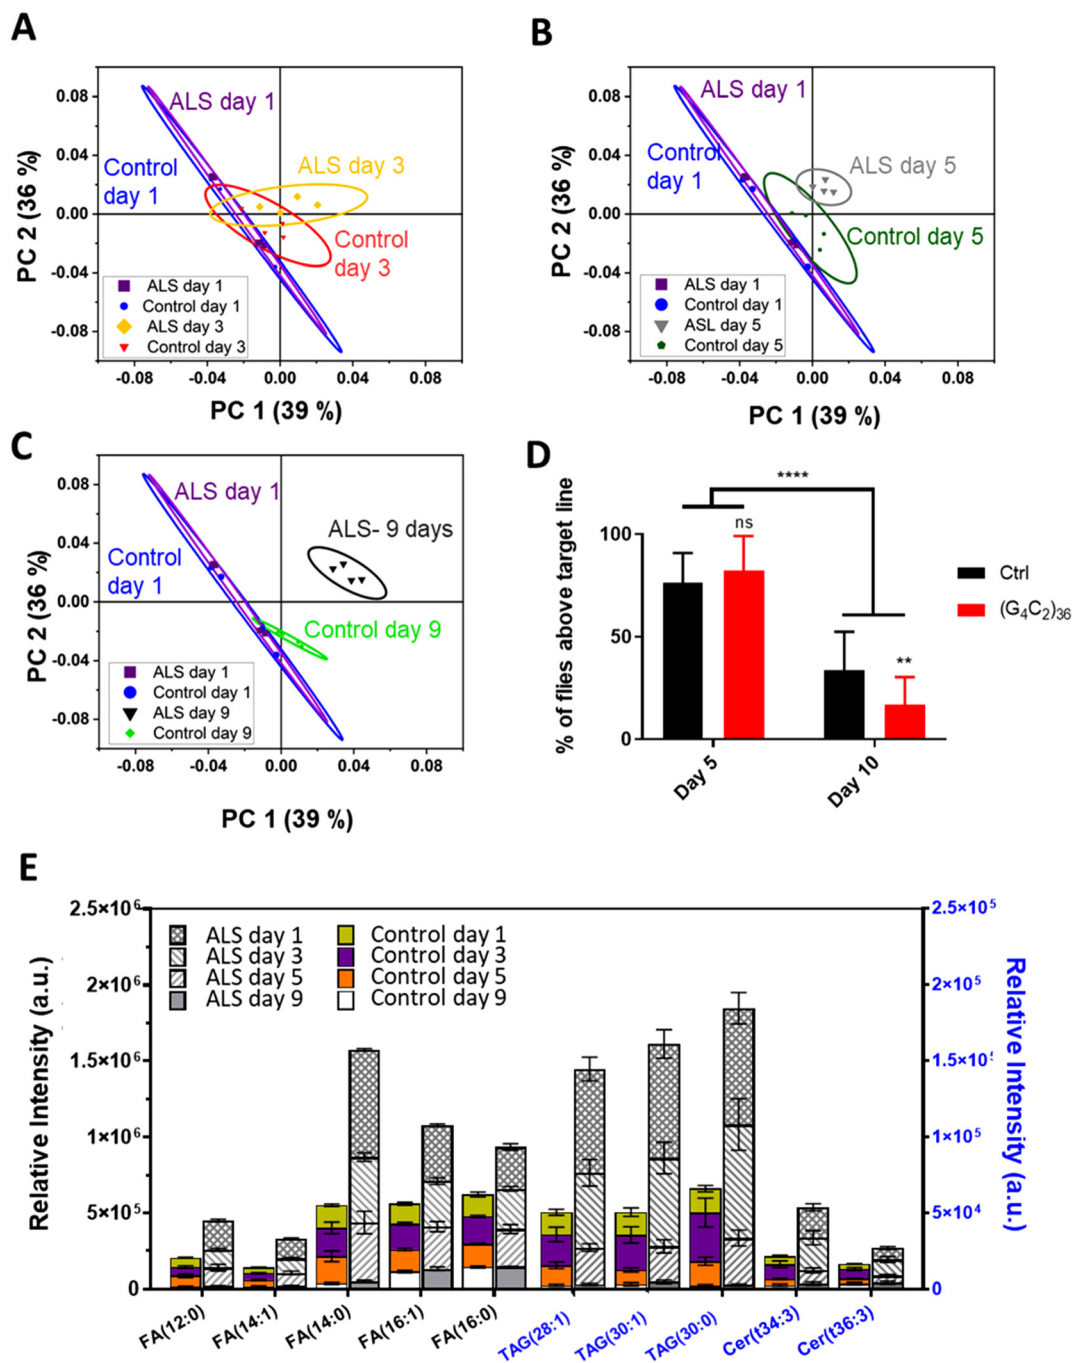 A
0.08
0.04
0.00
-0.04
-0.08
PC 2 (36 %)
ALS day 1
Control
day 1
ALS day 3
Control
day 3
ALS day 1
Control day 1
ALS day 3
Control day 3
-0.08
-0.04
0.00
0.04
0.08
PC 1 (39 %)
B
0.08
0.04
0.00
-0.04
-0.08
PC 2 (36 %)
ALS day 1
Control
day 1
ALS day 5
Control day 5
ALS day 1
Control day 1
ASL day 5
Control day 5
-0.08
-0.04
0.00
0.04
0.08
PC 1 (39 %)
C
0.08
0.04
0.00
-0.04
-0.08
PC 2 (36 %)
ALS day 1
Control
day 1
ALS- 9 days
Control day 9
ALS day 1
Control day 1
ALS day 9
Control day 9
-0.08
-0.04
0.00
0.04
0.08
PC 1 (39 %)
D
% of flies above target line
100
50
0
****
ns
**
Ctrl
(G₄C₂)₃₆
Day 5
Day 10
E
Relative Intensity (a.u.)
2.5×10⁶
2×10⁶
1.5×10⁶
1×10⁶
5×10⁵
0
ALS day 1
ALS day 3
ALS day 5
ALS day 9
Control day 1
Control day 3
Control day 5
Control day 9
2.5×10⁵
2×10⁵
1.5×10⁵
1×10⁵
5×10⁴
0
Relative Intensity (a.u.)
FA(12:0)
FA(14:1)
FA(14:0)
FA(16:1)
FA(16:0)
TAG(28:1)
TAG(30:1)
TAG(30:0)
Cer(t34:3)
Cer(t36:3)